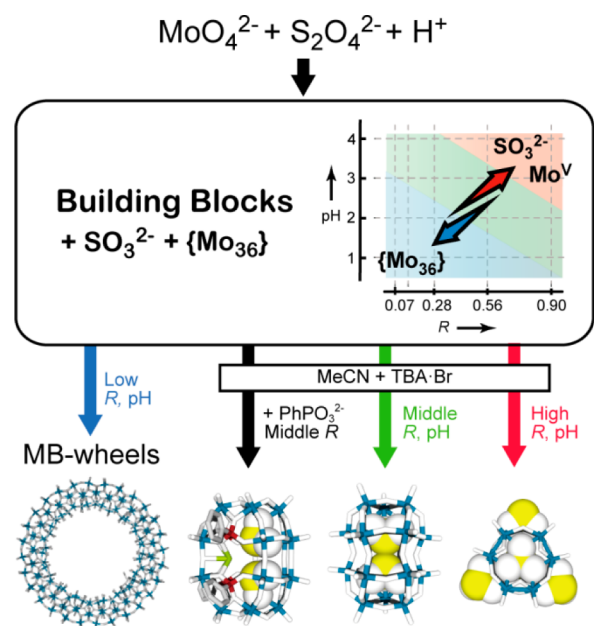 MoO₄²⁻ + S₂O₄²⁻ + H⁺
Building Blocks
+ SO₃²⁻ + {Mo₃₆}
4
3
2
1
pH
SO₃²⁻
Moⱽ
{Mo₃₆}
0.07 0.28 0.56 0.90
R
MeCN + TBA·Br
Low
R, pH
+ PhPO₃²⁻
Middle R
Middle
R, pH
High
R, pH
MB-wheels